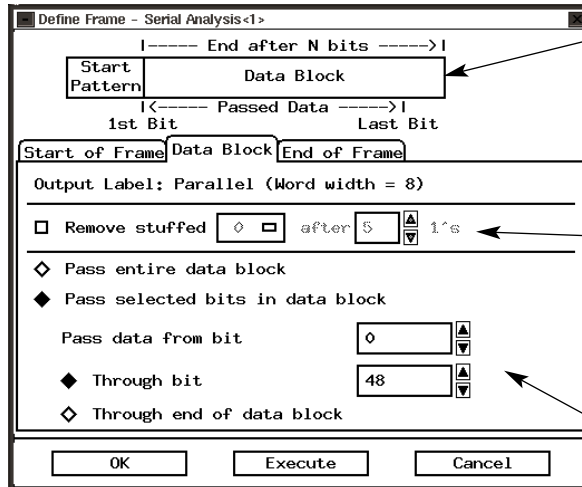 Define Frame - Serial Analysis<1>
|----- End after N bits ----->|
Start Pattern
Data Block
|<----- Passed Data ----->|
1st Bit Last Bit
Start of Frame Data Block End of Frame
Output Label: Parallel (Word width = 8)
Remove stuffed 0 after 5 1's
Pass entire data block
Pass selected bits in data block
Pass data from bit 0
Through bit 48
Through end of data block
OK Execute Cancel